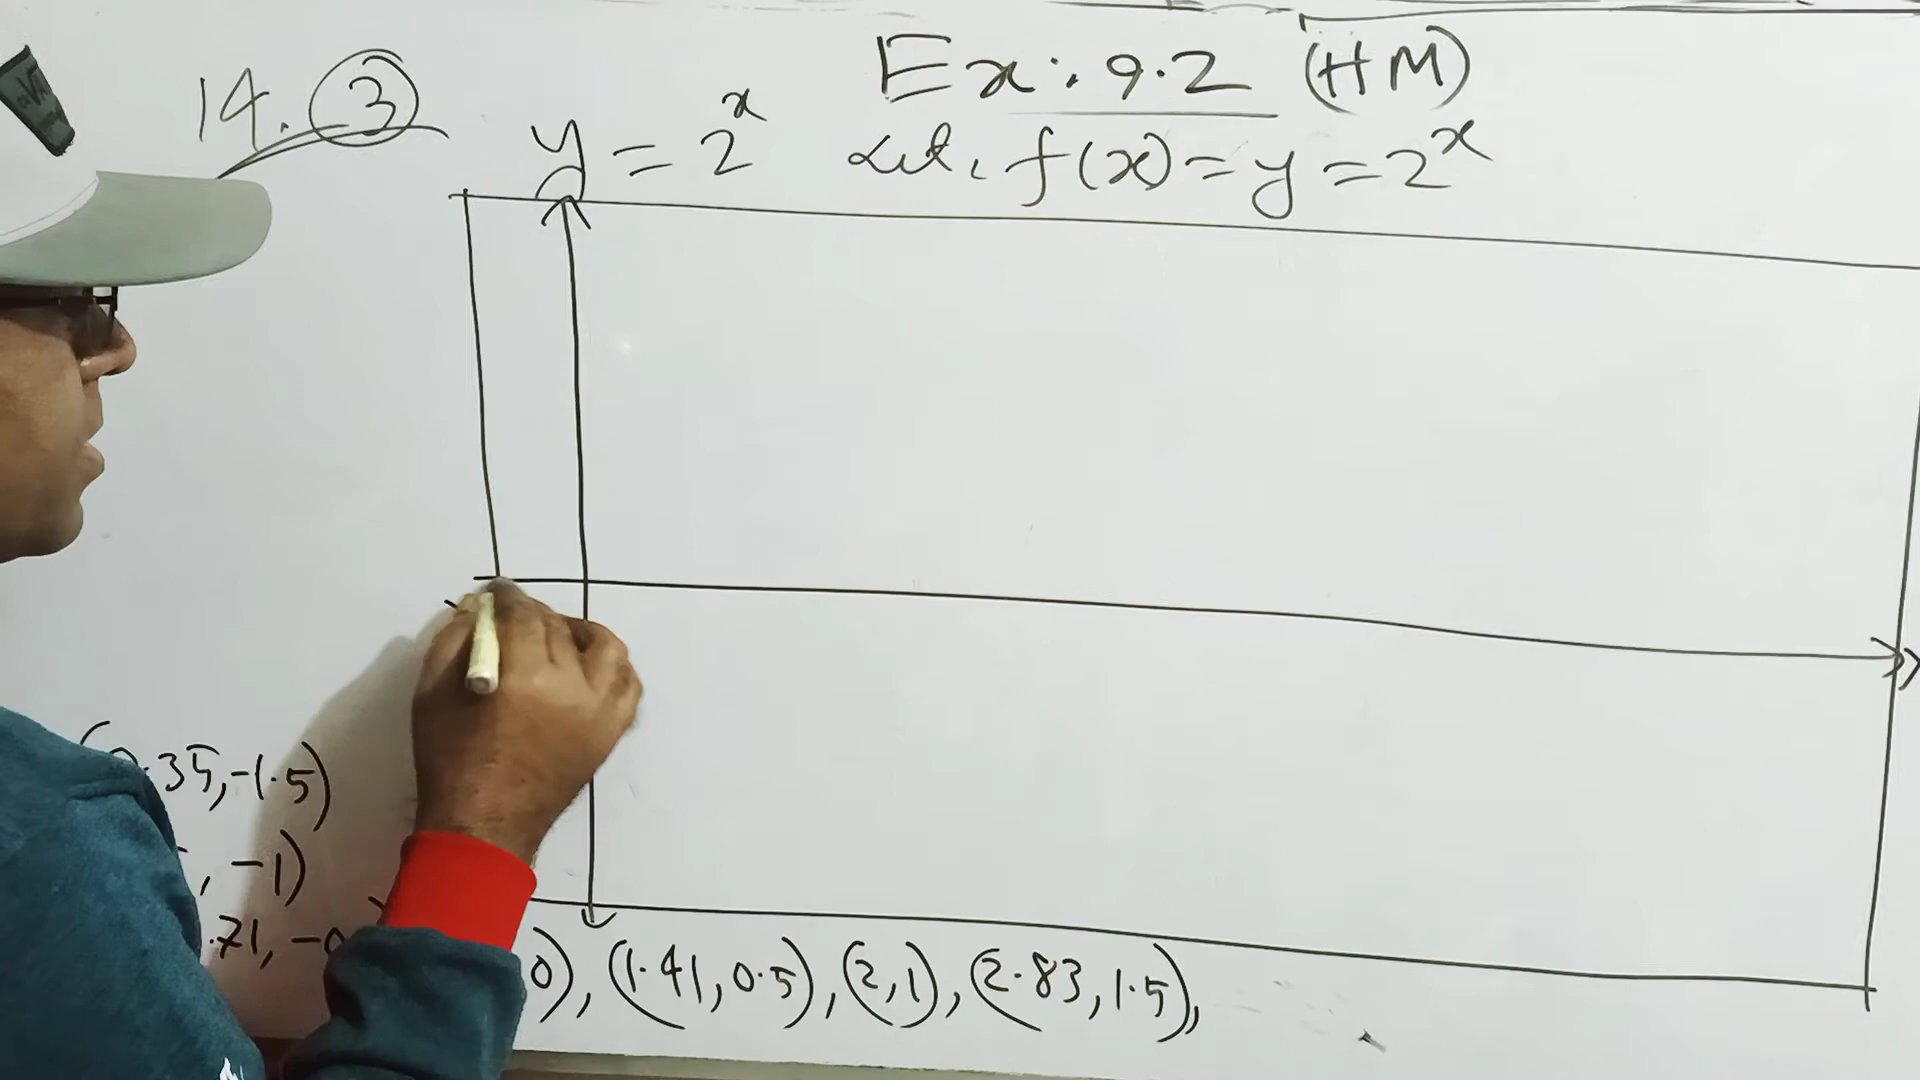 Ex: 9.2 (HM)
14. 3
y = 2^x Let, f(x) = y = 2^x
.35, -1.5)
, -1)
.71, -0
0), (1.41, 0.5), (2, 1), (2.83, 1.5),